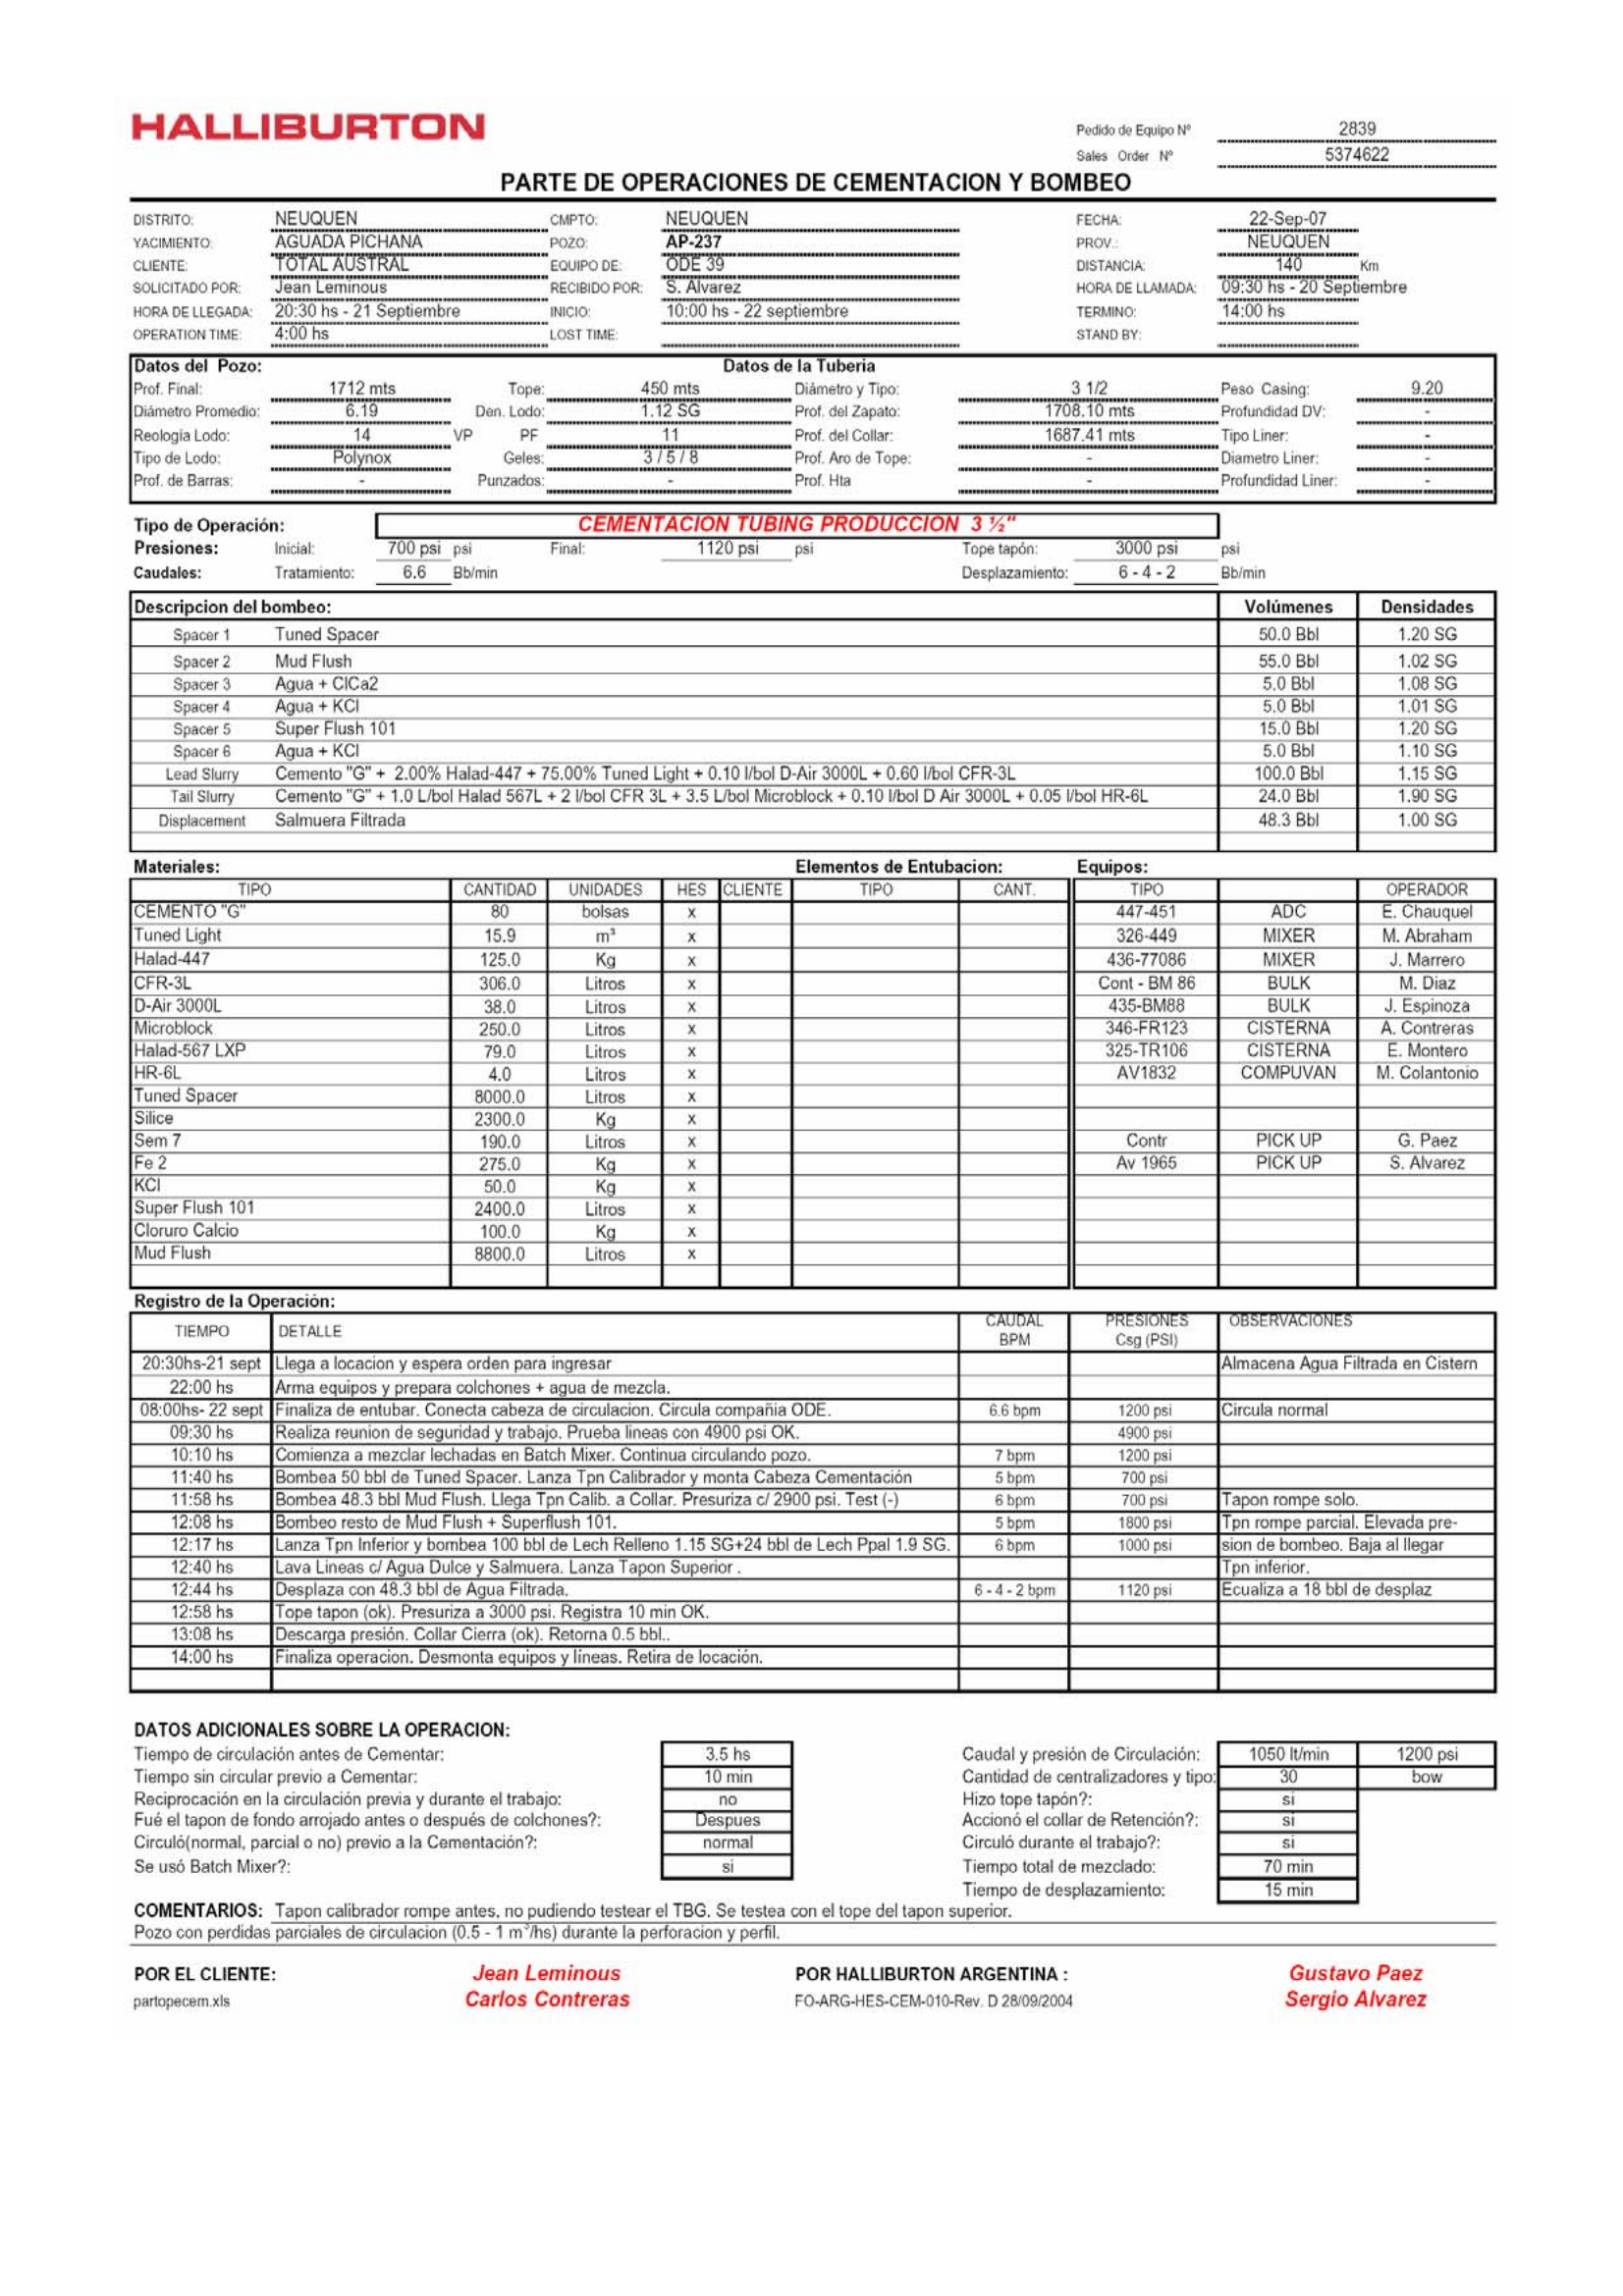 HALLIBURTON
Pedido de Equipo Nº 2839
Sales Order Nº 5374622
PARTE DE OPERACIONES DE CEMENTACION Y BOMBEO
DISTRITO: NEUQUEN CMPTO: NEUQUEN FECHA: 22-Sep-07
YACIMIENTO: AGUADA PICHANA POZO: AP-237 PROV.: NEUQUEN
CLIENTE: TOTAL AUSTRAL EQUIPO DE: ODE 39 DISTANCIA: 140 Km
SOLICITADO POR: Jean Leminous RECIBIDO POR: S. Alvarez HORA DE LLAMADA: 09:30 hs - 20 Septiembre
HORA DE LLEGADA: 20:30 hs - 21 Septiembre INICIO: 10:00 hs - 22 septiembre TERMINO: 14:00 hs
OPERATION TIME: 4:00 hs LOST TIME: STAND BY:
Datos del Pozo: Datos de la Tuberia
Prof. Final: 1712 mts Tope: 450 mts Diámetro y Tipo: 3 1/2 Peso Casing: 9.20
Diámetro Promedio: 6.19 Den. Lodo: 1.12 SG Prof. del Zapato: 1708.10 mts Profundidad DV: -
Reología Lodo: 14 VP PF 11 Prof. del Collar: 1687.41 mts Tipo Liner: -
Tipo de Lodo: Polynox Geles: 3 / 5 / 8 Prof. Aro de Tope: - Diametro Liner: -
Prof. de Barras: - Punzados: - Prof. Hta - Profundidad Liner: -
Tipo de Operación: CEMENTACION TUBING PRODUCCION 3 ½"
Presiones: Inicial: 700 psi psi Final: 1120 psi psi Tope tapón: 3000 psi psi
Caudales: Tratamiento: 6.6 Bb/min Desplazamiento: 6 - 4 - 2 Bb/min
Descripcion del bombeo: Volúmenes Densidades
Spacer 1 Tuned Spacer 50.0 Bbl 1.20 SG
Spacer 2 Mud Flush 55.0 Bbl 1.02 SG
Spacer 3 Agua + ClCa2 5.0 Bbl 1.08 SG
Spacer 4 Agua + KCl 5.0 Bbl 1.01 SG
Spacer 5 Super Flush 101 15.0 Bbl 1.20 SG
Spacer 6 Agua + KCl 5.0 Bbl 1.10 SG
Lead Slurry Cemento "G" + 2.00% Halad-447 + 75.00% Tuned Light + 0.10 l/bol D-Air 3000L + 0.60 l/bol CFR-3L 100.0 Bbl 1.15 SG
Tail Slurry Cemento "G" + 1.0 L/bol Halad 567L + 2 l/bol CFR 3L + 3.5 L/bol Microblock + 0.10 l/bol D Air 3000L + 0.05 l/bol HR-6L 24.0 Bbl 1.90 SG
Displacement Salmuera Filtrada 48.3 Bbl 1.00 SG
Materiales: Elementos de Entubacion: Equipos:
TIPO CANTIDAD UNIDADES HES CLIENTE TIPO CANT. TIPO OPERADOR
CEMENTO "G" 80 bolsas x 447-451 ADC E. Chauquel
Tuned Light 15.9 m³ x 326-449 MIXER M. Abraham
Halad-447 125.0 Kg x 436-77086 MIXER J. Marrero
CFR-3L 306.0 Litros x Cont - BM 86 BULK M. Diaz
D-Air 3000L 38.0 Litros x 435-BM88 BULK J. Espinoza
Microblock 250.0 Litros x 346-FR123 CISTERNA A. Contreras
Halad-567 LXP 79.0 Litros x 325-TR106 CISTERNA E. Montero
HR-6L 4.0 Litros x AV1832 COMPUVAN M. Colantonio
Tuned Spacer 8000.0 Litros x
Silice 2300.0 Kg x
Sem 7 190.0 Litros x Contr PICK UP G. Paez
Fe 2 275.0 Kg x Av 1965 PICK UP S. Alvarez
KCl 50.0 Kg x
Super Flush 101 2400.0 Litros x
Cloruro Calcio 100.0 Kg x
Mud Flush 8800.0 Litros x
Registro de la Operación:
TIEMPO DETALLE CAUDAL BPM PRESIONES Csg (PSI) OBSERVACIONES
20:30hs-21 sept Llega a locacion y espera orden para ingresar Almacena Agua Filtrada en Cistern
22:00 hs Arma equipos y prepara colchones + agua de mezcla.
08:00hs- 22 sept Finaliza de entubar. Conecta cabeza de circulacion. Circula compañia ODE. 6.6 bpm 1200 psi Circula normal
09:30 hs Realiza reunion de seguridad y trabajo. Prueba lineas con 4900 psi OK. 4900 psi
10:10 hs Comienza a mezclar lechadas en Batch Mixer. Continua circulando pozo. 7 bpm 1200 psi
11:40 hs Bombea 50 bbl de Tuned Spacer. Lanza Tpn Calibrador y monta Cabeza Cementación 5 bpm 700 psi
11:58 hs Bombea 48.3 bbl Mud Flush. Llega Tpn Calib. a Collar. Presuriza c/ 2900 psi. Test (-) 6 bpm 700 psi Tapon rompe solo.
12:08 hs Bombeo resto de Mud Flush + Superflush 101. 5 bpm 1800 psi Tpn rompe parcial. Elevada pre-
12:17 hs Lanza Tpn Inferior y bombea 100 bbl de Lech Relleno 1.15 SG+24 bbl de Lech Ppal 1.9 SG. 6 bpm 1000 psi sion de bombeo. Baja al llegar
12:40 hs Lava Lineas c/ Agua Dulce y Salmuera. Lanza Tapon Superior . Tpn inferior.
12:44 hs Desplaza con 48.3 bbl de Agua Filtrada. 6 - 4 - 2 bpm 1120 psi Ecualiza a 18 bbl de desplaz
12:58 hs Tope tapon (ok). Presuriza a 3000 psi. Registra 10 min OK.
13:08 hs Descarga presión. Collar Cierra (ok). Retorna 0.5 bbl..
14:00 hs Finaliza operacion. Desmonta equipos y líneas. Retira de locación.
DATOS ADICIONALES SOBRE LA OPERACION:
Tiempo de circulación antes de Cementar: 3.5 hs Caudal y presión de Circulación: 1050 lt/min 1200 psi
Tiempo sin circular previo a Cementar: 10 min Cantidad de centralizadores y tipo: 30 bow
Reciprocación en la circulación previa y durante el trabajo: no Hizo tope tapón?: si
Fué el tapon de fondo arrojado antes o después de colchones?: Despues Accionó el collar de Retención?: si
Circuló(normal, parcial o no) previo a la Cementación?: normal Circuló durante el trabajo?: si
Se usó Batch Mixer?: si Tiempo total de mezclado: 70 min
Tiempo de desplazamiento: 15 min
COMENTARIOS: Tapon calibrador rompe antes, no pudiendo testear el TBG. Se testea con el tope del tapon superior.
Pozo con perdidas parciales de circulacion (0.5 - 1 m³/hs) durante la perforacion y perfil.
POR EL CLIENTE: Jean Leminous POR HALLIBURTON ARGENTINA : Gustavo Paez
partopecem.xls Carlos Contreras FO-ARG-HES-CEM-010-Rev. D 28/09/2004 Sergio Alvarez